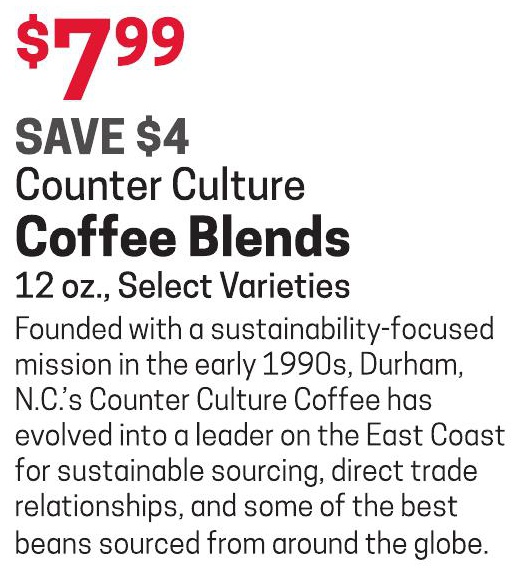 $7.99
SAVE $4
Counter Culture
Coffee Blends
12 oz., Select Varieties
Founded with a sustainability-focused
mission in the early 1990s, Durham,
N.C.'s Counter Culture Coffee has
evolved into a leader on the East Coast
for sustainable sourcing, direct trade
relationships, and some of the best
beans sourced from around the globe.